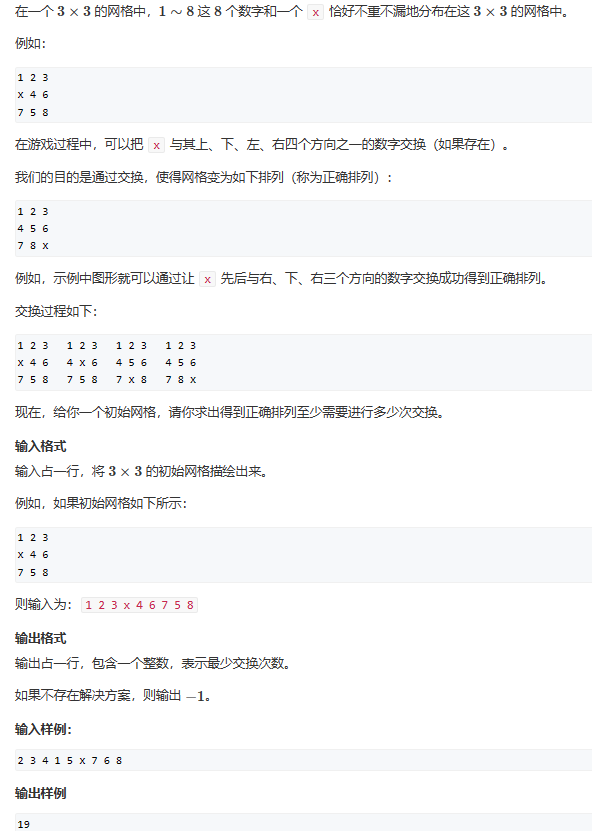 在一个 3 × 3 的网格中，1 ∼ 8 这 8 个数字和一个 x 恰好不重不漏地分布在这 3 × 3 的网格中。
例如：
1 2 3
x 4 6
7 5 8
在游戏过程中，可以把 x 与其上、下、左、右四个方向之一的数字交换（如果存在）。
我们的目的是通过交换，使得网格变为如下排列（称为正确排列）：
1 2 3
4 5 6
7 8 x
例如，示例中图形就可以通过让 x 先后与右、下、右三个方向的数字交换成功得到正确排列。
交换过程如下：
1 2 3   1 2 3   1 2 3   1 2 3
x 4 6   4 x 6   4 5 6   4 5 6
7 5 8   7 5 8   7 x 8   7 8 x
现在，给你一个初始网格，请你求出得到正确排列至少需要进行多少次交换。
输入格式
输入占一行，将 3 × 3 的初始网格描绘出来。
例如，如果初始网格如下所示：
1 2 3
x 4 6
7 5 8
则输入为：1 2 3 x 4 6 7 5 8
输出格式
输出占一行，包含一个整数，表示最少交换次数。
如果不存在解决方案，则输出 −1。
输入样例：
2 3 4 1 5 x 7 6 8
输出样例
19